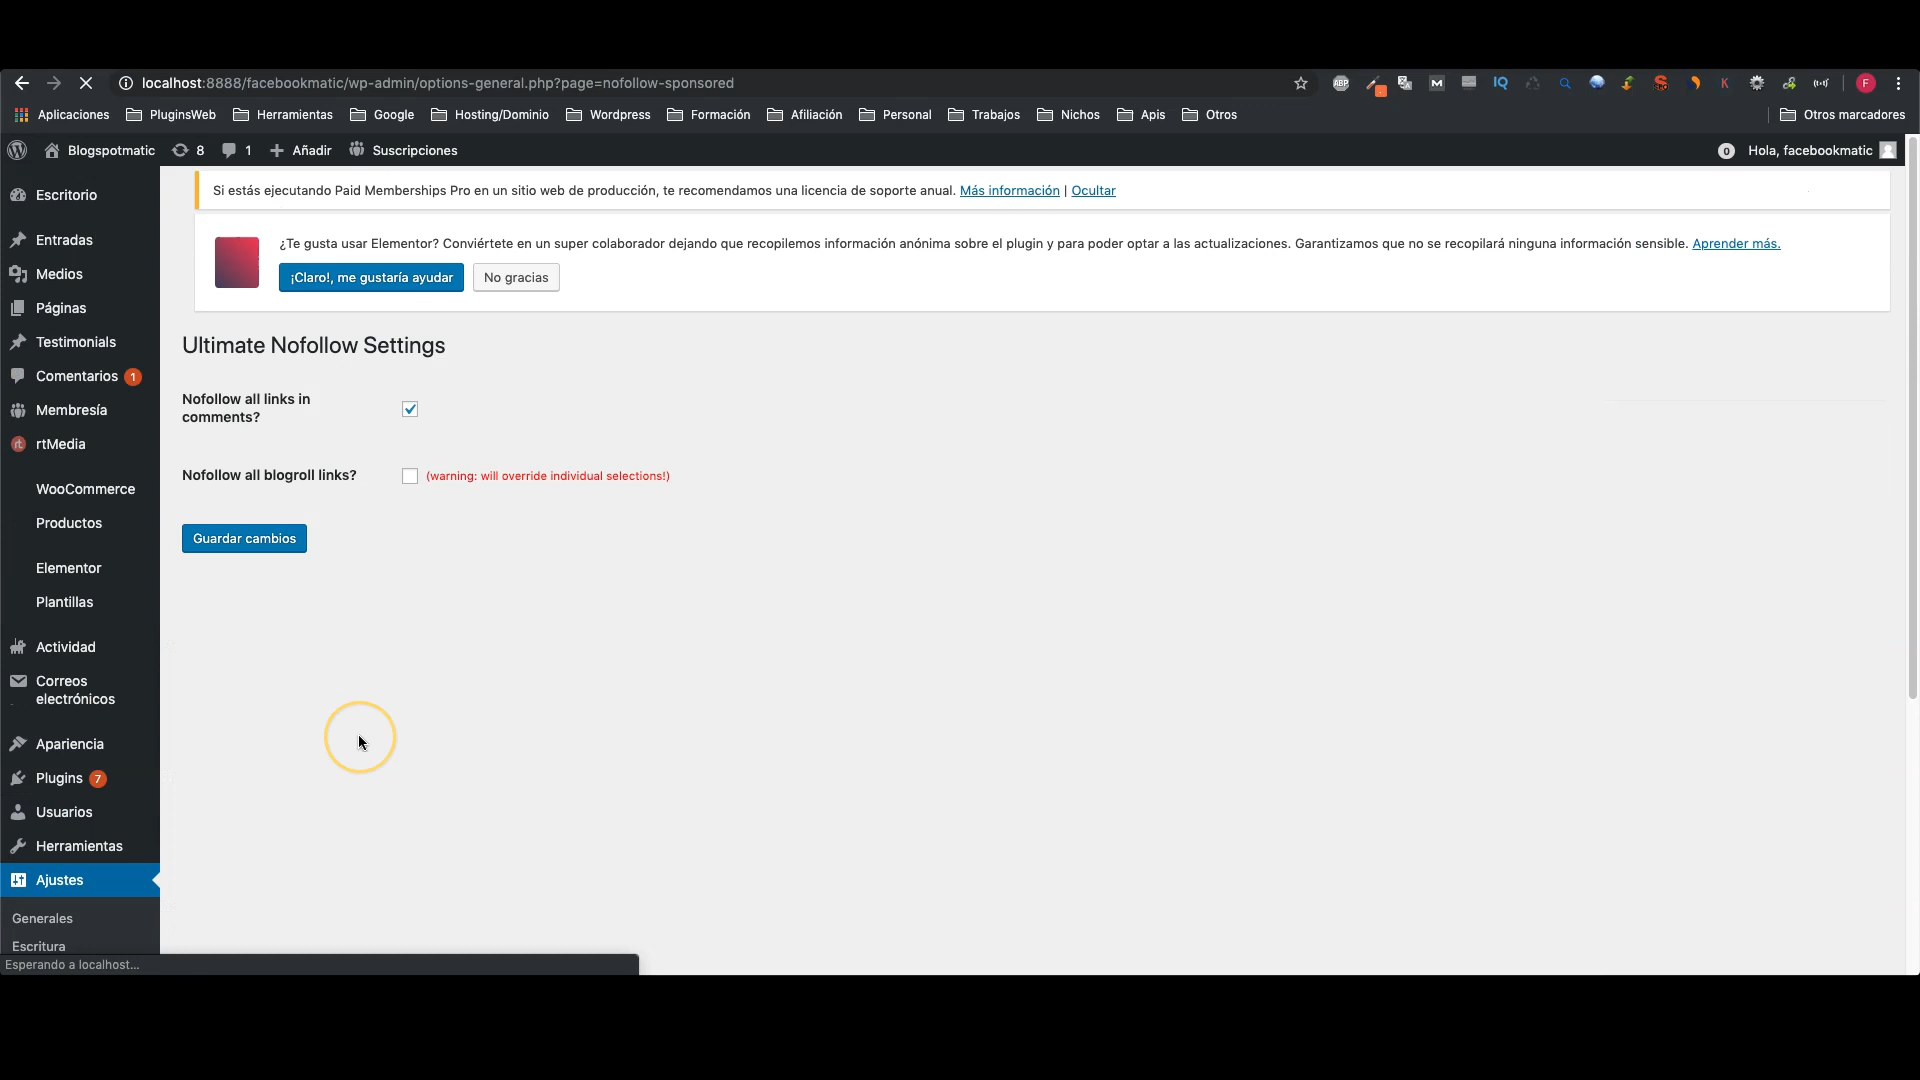 localhost:8888/facebookmatic/wp-admin/options-general.php?page=nofollow-sponsored
ABP
M
IQ
K
F
Aplicaciones PluginsWeb Herramientas Google Hosting/Dominio Wordpress Formación Afiliación Personal Trabajos Nichos Apis Otros Otros marcadores
Blogspotmatic 8 1 Añadir Suscripciones 0 Hola, facebookmatic
Escritorio
Entradas
Medios
Páginas
Testimonials
Comentarios 1
Membresía
rt rtMedia
WooCommerce
Productos
Elementor
Plantillas
Actividad
Correos
electrónicos
Apariencia
Plugins 7
Usuarios
Herramientas
Ajustes
Generales
Escritura
Esperando a localhost...
Si estás ejecutando Paid Memberships Pro en un sitio web de producción, te recomendamos una licencia de soporte anual. Más información | Ocultar
¿Te gusta usar Elementor? Conviértete en un super colaborador dejando que recopilemos información anónima sobre el plugin y para poder optar a las actualizaciones. Garantizamos que no se recopilará ninguna información sensible. Aprender más.
¡Claro!, me gustaría ayudar No gracias
Ultimate Nofollow Settings
Nofollow all links in
comments?
Nofollow all blogroll links? (warning: will override individual selections!)
Guardar cambios